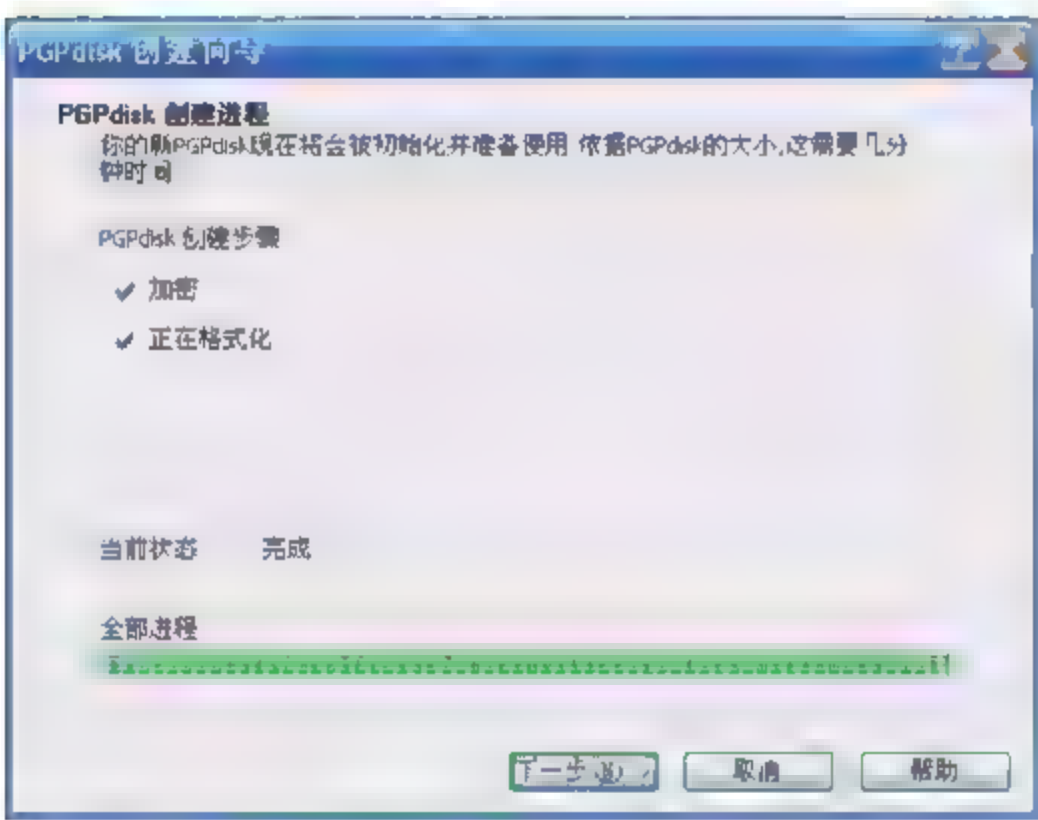 PGPdisk 创建向导
PGPdisk 创建进程
你的新PGPdisk现在将会被初始化并准备使用 依据PGPdisk的大小,这需要几分
钟时间
PGPdisk 创建步骤
加密
正在格式化
当前状态 完成
全部进程
下一步(N)
取消
帮助